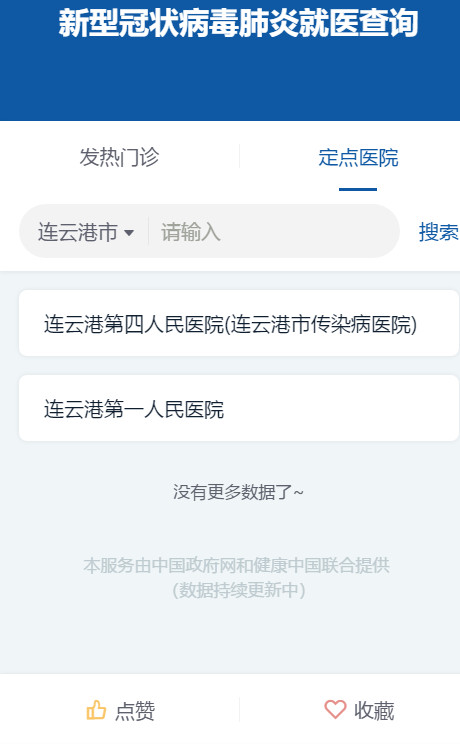 新型冠状病毒肺炎就医查询
发热门诊 定点医院
连云港市 请输入 搜索
连云港第四人民医院(连云港市传染病医院)
连云港第一人民医院
没有更多数据了~
本服务由中国政府网和健康中国联合提供
(数据持续更新中)
点赞 收藏